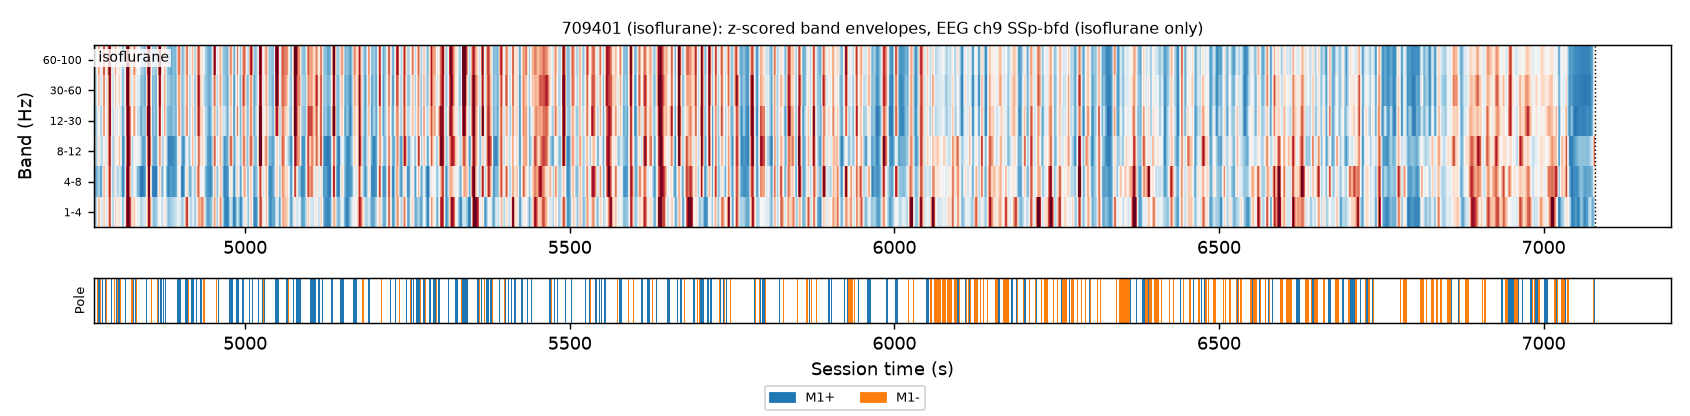 709401 (isoflurane): z-scored band envelopes, EEG ch9 SSp-bfd (isoflurane only)
isoflurane
Band (Hz)
60-100
30-60
12-30
8-12
4-8
1-4
5000 5500 6000 6500 7000
Pole
5000 5500 6000 6500 7000
Session time (s)
M1+ M1-